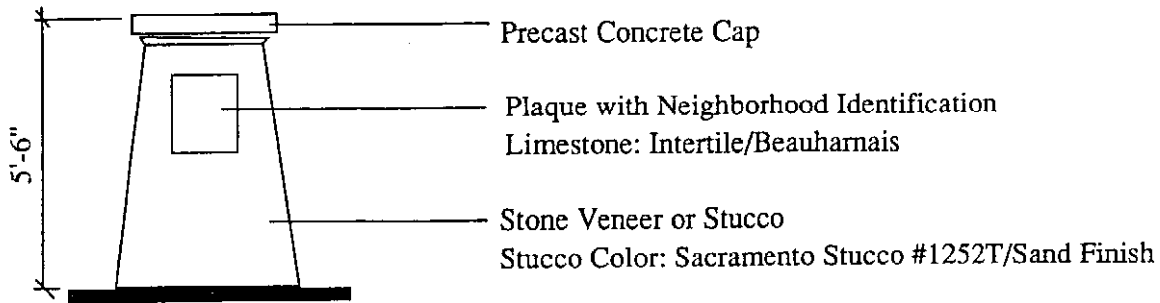 Precast Concrete Cap
Plaque with Neighborhood Identification
Limestone: Intertile/Beauharnais
5'-6"
Stone Veneer or Stucco
Stucco Color: Sacramento Stucco #1252T/Sand Finish